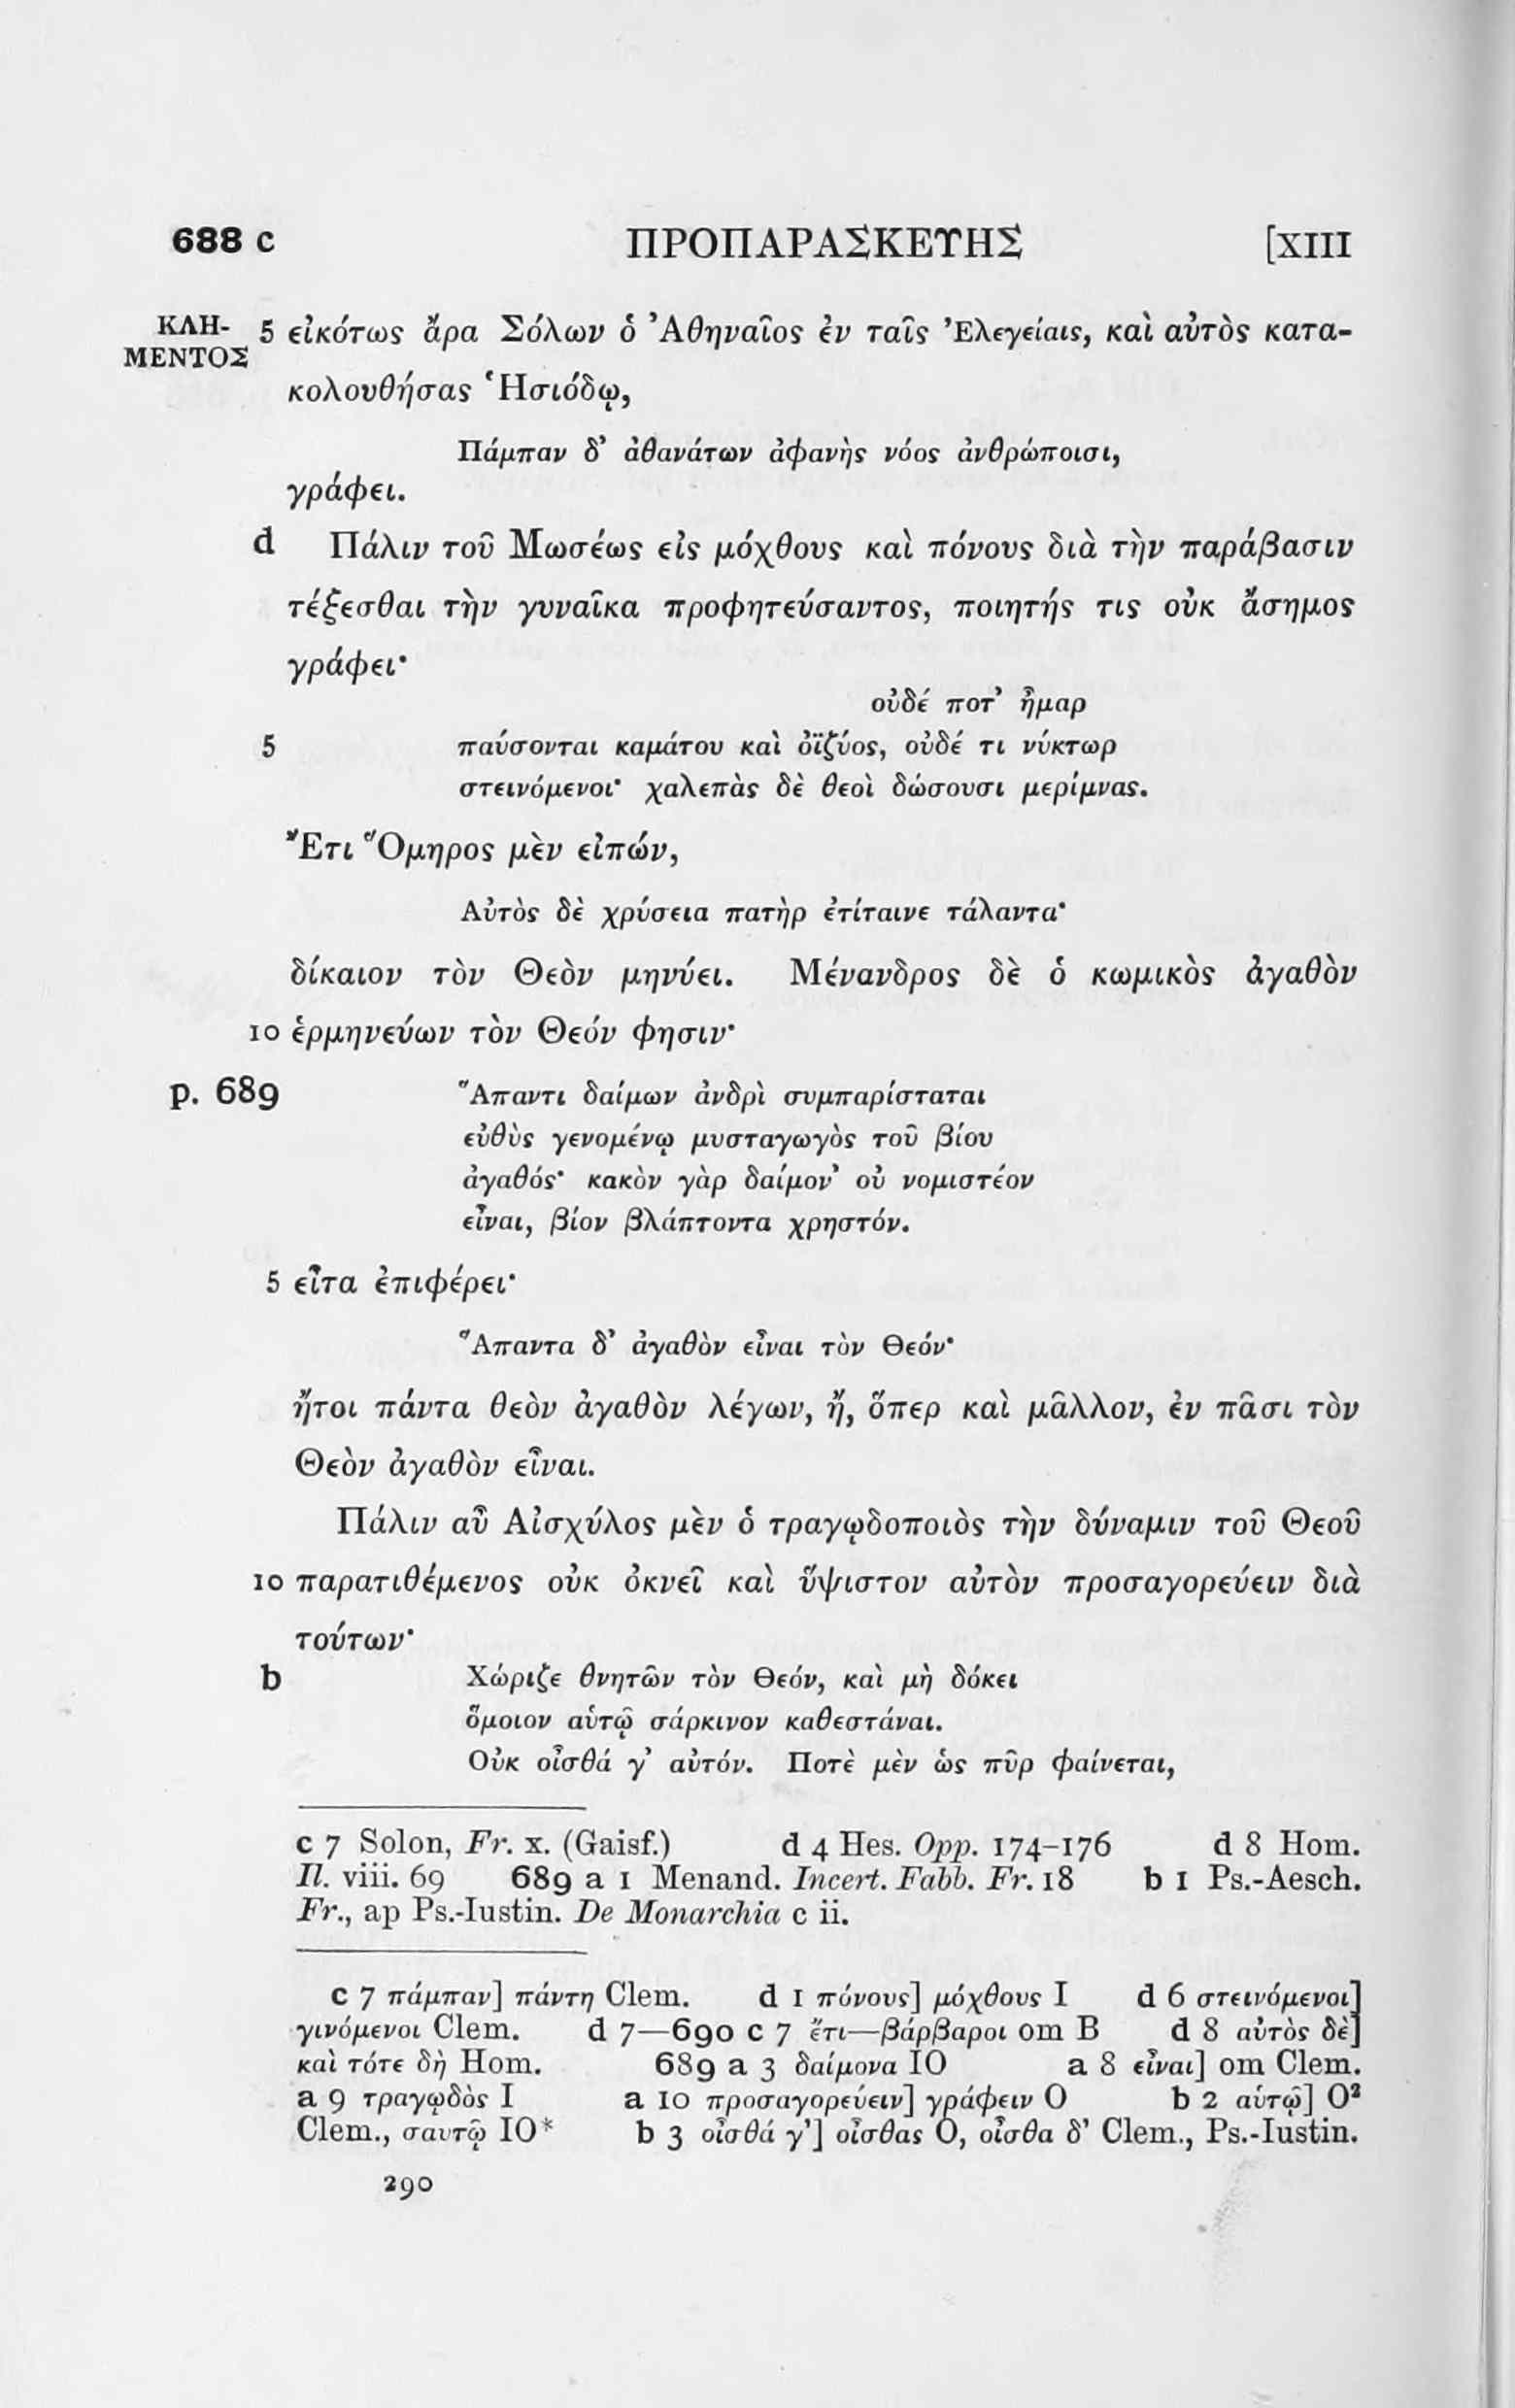 688 c ΠΡΟΠΑΡΑΣΚΕΥΗΣ [XIII
ΚΛΗ-
ΜΕΝΤΟΣ
5 εἰκότως ἄρα Σόλων ὁ Ἀθηναῖος ἐν ταῖς Ἐλεγείαις, καὶ αὐτὸς κατα-
κολουθήσας Ἡσιόδῳ,
Πάμπαν δ’ ἀθανάτων ἀφανὴς νόος ἀνθρώποισι,
γράφει.
d Πάλιν τοῦ Μωσέως εἰς μόχθους καὶ πόνους διὰ τὴν παράβασιν
τέξεσθαι τὴν γυναῖκα προφητεύσαντος, ποιητής τις οὐκ ἄσημος
γράφει·
οὐδέ ποτ’ ἦμαρ
5 παύσονται καμάτου καὶ ὀϊζύος, οὐδέ τι νύκτωρ
στεινόμενοι· χαλεπὰς δὲ θεοὶ δώσουσι μερίμνας.
Ἔτι Ὅμηρος μὲν εἰπών,
Αὐτὸς δὲ χρύσεια πατὴρ ἐτίταινε τάλαντα·
δίκαιον τὸν Θεὸν μηνύει. Μένανδρος δὲ ὁ κωμικὸς ἀγαθὸν
10 ἑρμηνεύων τὸν Θεόν φησιν·
p. 689 Ἅπαντι δαίμων ἀνδρὶ συμπαρίσταται
εὐθὺς γενομένῳ μυσταγωγὸς τοῦ βίου
ἀγαθός· κακὸν γὰρ δαίμον’ οὐ νομιστέον
εἶναι, βίον βλάπτοντα χρηστόν.
5 εἶτα ἐπιφέρει·
Ἅπαντα δ’ ἀγαθὸν εἶναι τὸν Θεόν·
ἤτοι πάντα θεὸν ἀγαθὸν λέγων, ἤ, ὅπερ καὶ μᾶλλον, ἐν πᾶσι τὸν
Θεὸν ἀγαθὸν εἶναι.
Πάλιν αὖ Αἰσχύλος μὲν ὁ τραγῳδοποιὸς τὴν δύναμιν τοῦ Θεοῦ
10 παρατιθέμενος οὐκ ὀκνεῖ καὶ ὕψιστον αὐτὸν προσαγορεύειν διὰ
τούτων·
b Χώριζε θνητῶν τὸν Θεόν, καὶ μὴ δόκει
ὅμοιον αὑτῷ σάρκινον καθεστάναι.
Οὐκ οἶσθά γ’ αὐτόν. Ποτὲ μὲν ὡς πῦρ φαίνεται,
c 7 Solon, Fr. x. (Gaisf.) d 4 Hes. Opp. 174-176 d 8 Hom.
Il. viii. 69 689 a 1 Menand. Incert. Fabb. Fr. 18 b 1 Ps.-Aesch.
Fr., ap Ps.-Iustin. De Monarchia c ii.
c 7 πάμπαν] πάντη Clem. d 1 πόνους] μόχθους I d 6 στεινόμενοι]
γινόμενοι Clem. d 7—690 c 7 ἔτι—βάρβαροι om B d 8 αὐτὸς δὲ]
καὶ τότε δὴ Hom. 689 a 3 δαίμονα IO a 8 εἶναι] om Clem.
a 9 τραγῳδὸς I a 10 προσαγορεύειν] γράφειν O b 2 αὑτῷ] O²
Clem., σαυτῷ IO* b 3 οἶσθά γ’] οἶσθας O, οἶσθα δ’ Clem., Ps.-Iustin.
290